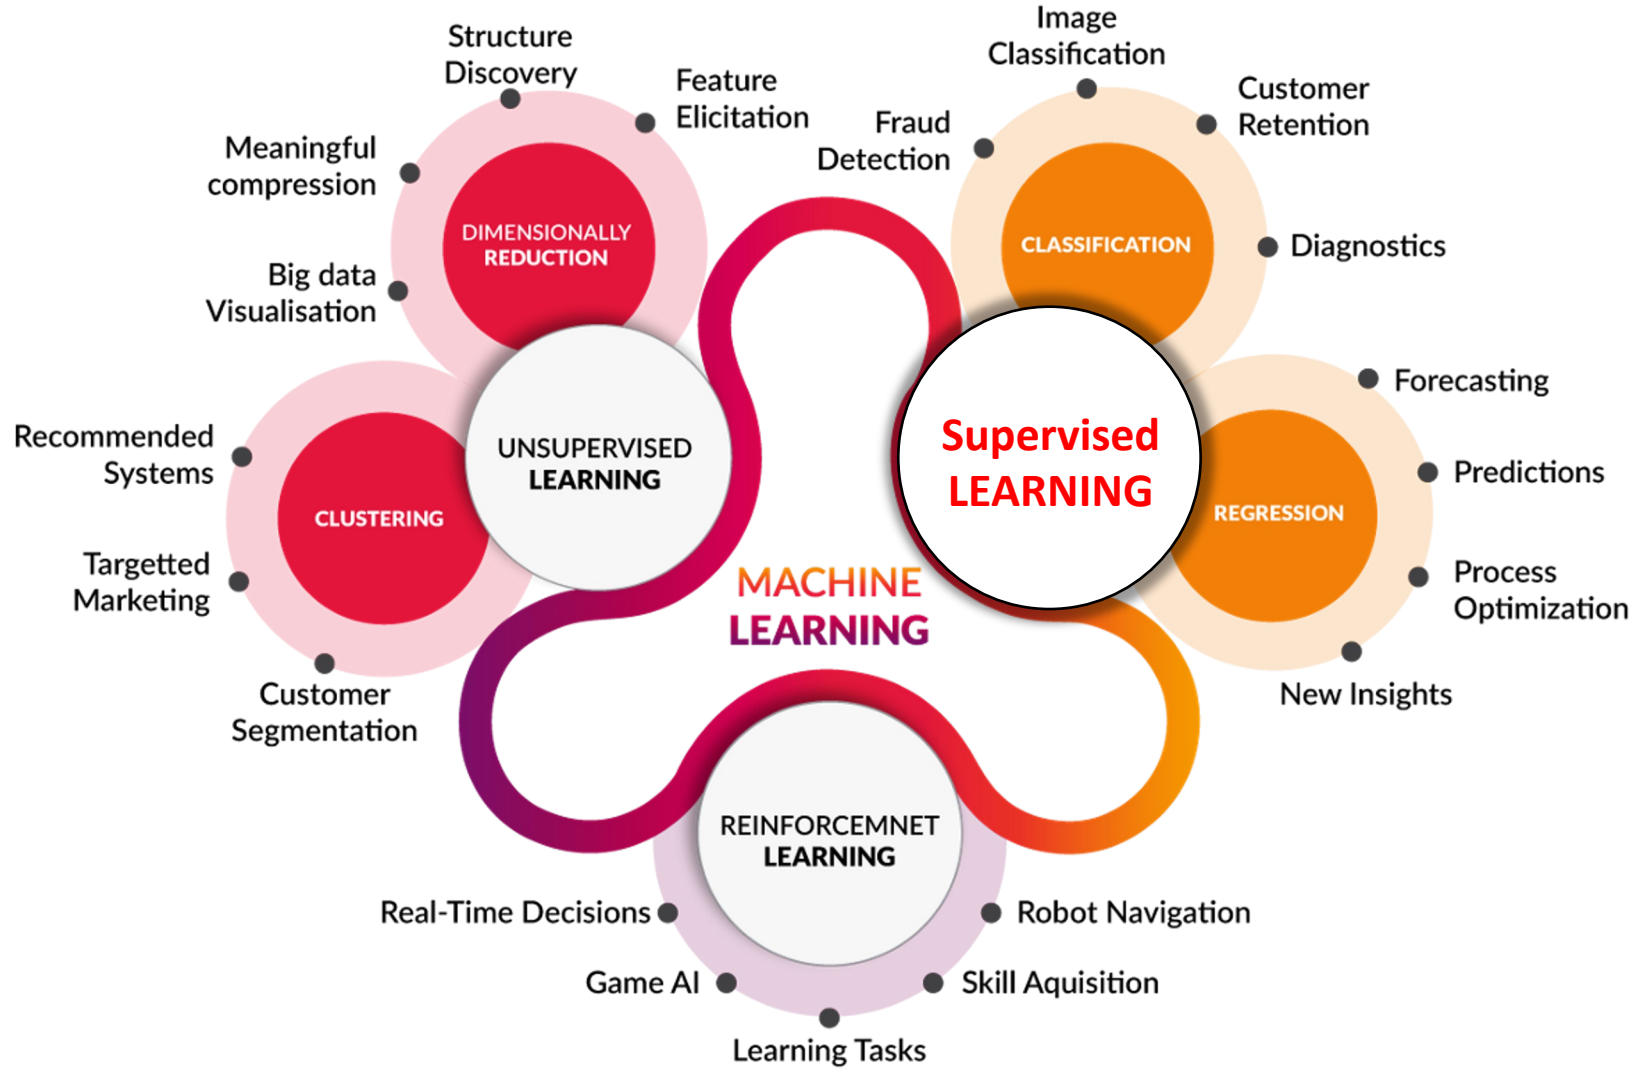 Structure
Discovery
Feature
Elicitation
Meaningful
compression
DIMENSIONALLY
REDUCTION
Big data
Visualisation
Recommended
Systems
CLUSTERING
Targetted
Marketing
Customer
Segmentation
UNSUPERVISED
LEARNING
Image
Classification
Customer
Retention
Fraud
Detection
CLASSIFICATION
Diagnostics
Supervised
LEARNING
Forecasting
Predictions
REGRESSION
Process
Optimization
New Insights
MACHINE
LEARNING
REINFORCEMNET
LEARNING
Real-Time Decisions
Robot Navigation
Game AI
Skill Aquisition
Learning Tasks